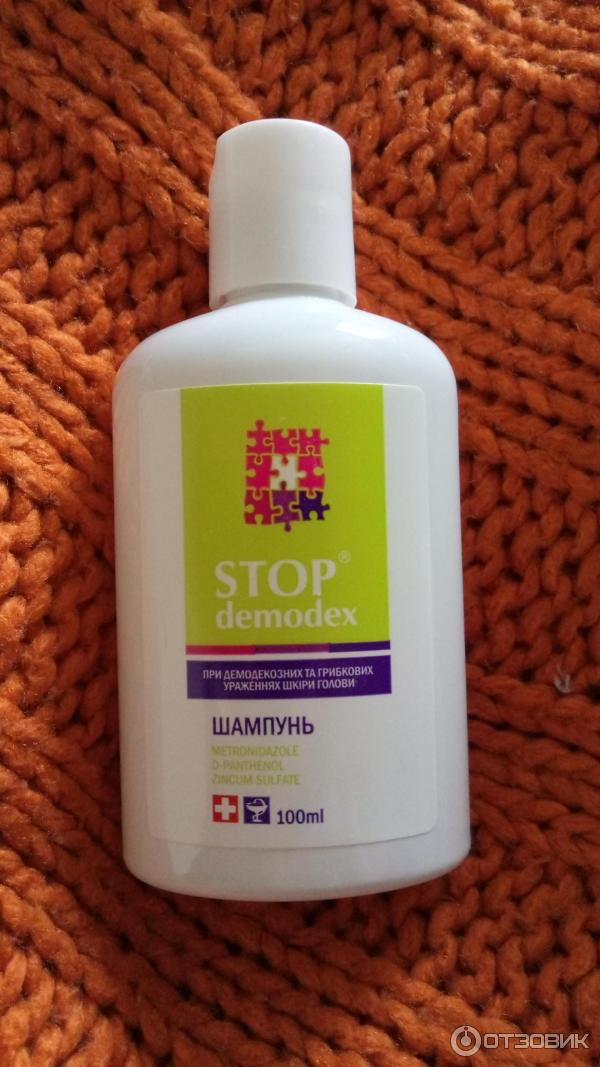 STOP®
demodex
ПРИ ДЕМОДЕКОЗНИХ ТА ГРИБКОВИХ
УРАЖЕННЯХ ШКІРИ ГОЛОВИ
ШАМПУНЬ
METRONIDAZOLE
D-PANTHENOL
ZINCUM SULFATE
100ml
ОТЗОВИК